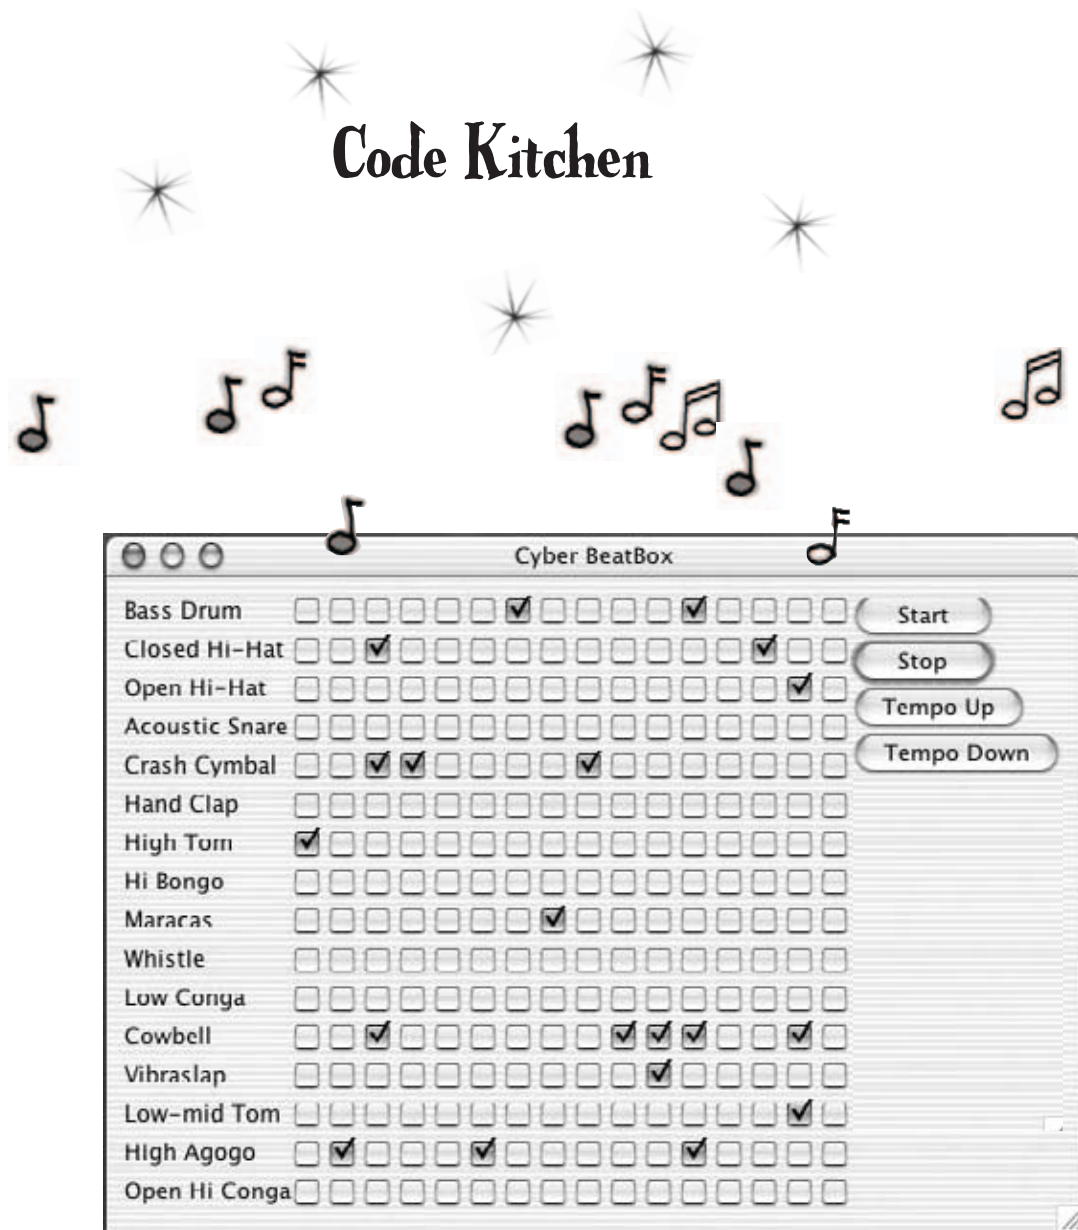 Code Kitchen
Cyber BeatBox
Bass Drum
Start
Closed Hi-Hat
Stop
Open Hi-Hat
Tempo Up
Acoustic Snare
Tempo Down
Crash Cymbal
Hand Clap
High Tom
Hi Bongo
Maracas
Whistle
Low Conga
Cowbell
Vibraslap
Low-mid Tom
High Agogo
Open Hi Conga